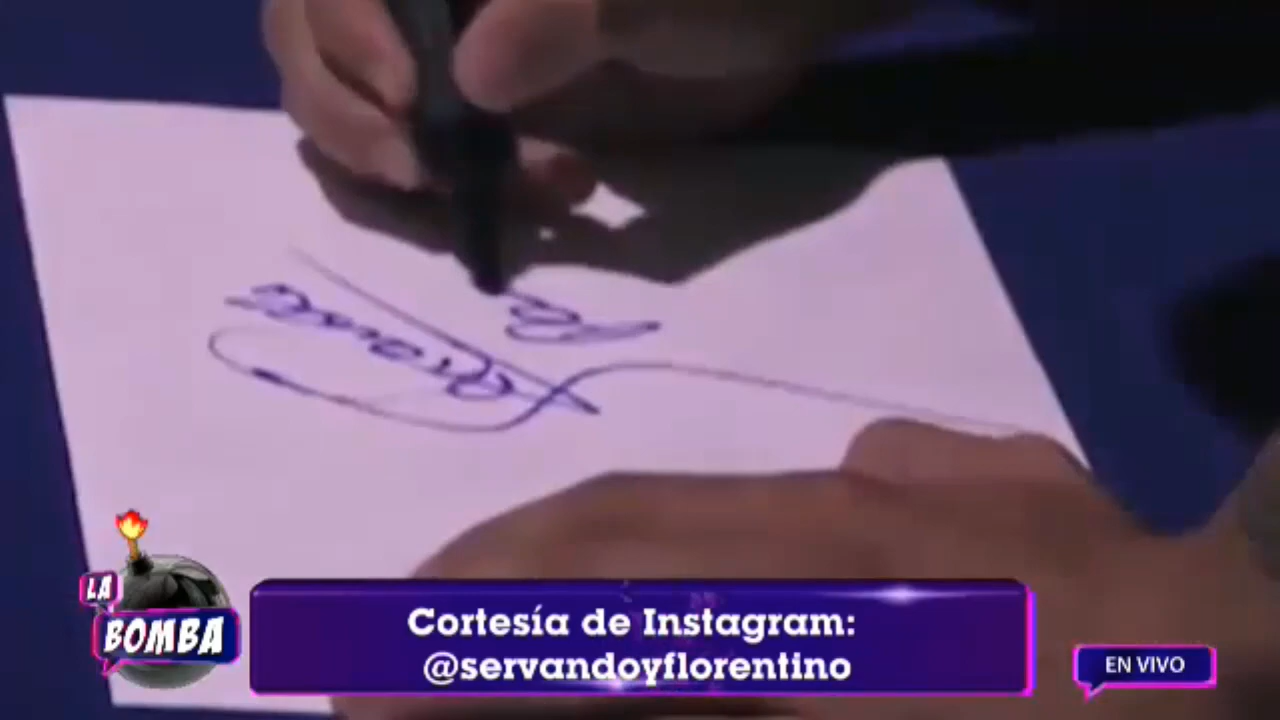 LA
BOMBA
Cortesía de Instagram:
@servandoyflorentino
EN VIVO